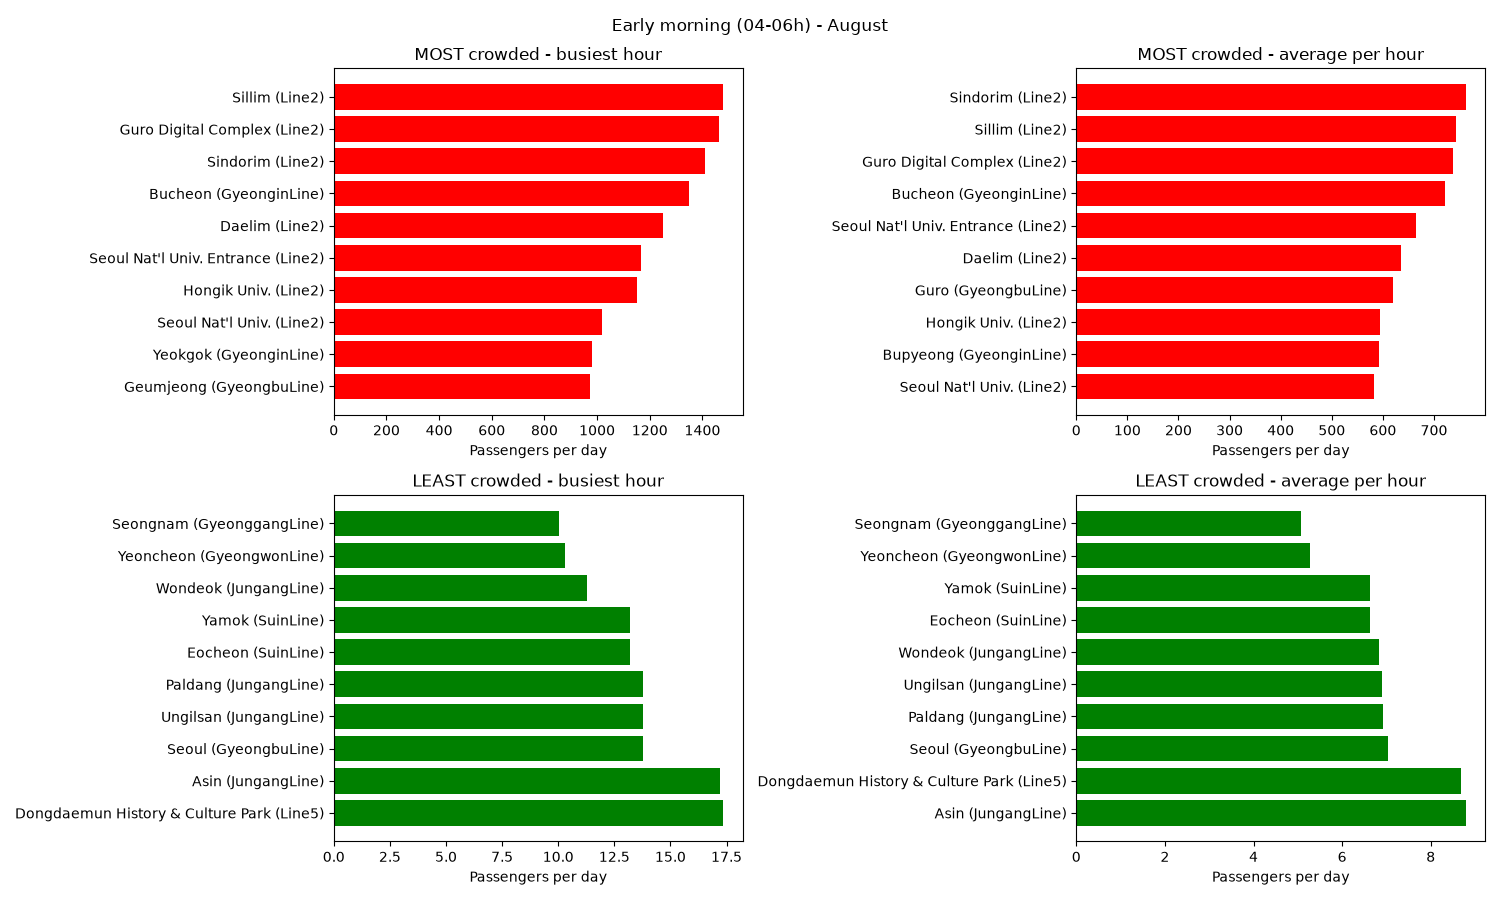 Early morning (04-06h) - August
MOST crowded - busiest hour
Sillim (Line2)
Guro Digital Complex (Line2)
Sindorim (Line2)
Bucheon (GyeonginLine)
Daelim (Line2)
Seoul Nat'l Univ. Entrance (Line2)
Hongik Univ. (Line2)
Seoul Nat'l Univ. (Line2)
Yeokgok (GyeonginLine)
Geumjeong (GyeongbuLine)
0 200 400 600 800 1000 1200 1400
Passengers per day
MOST crowded - average per hour
Sindorim (Line2)
Sillim (Line2)
Guro Digital Complex (Line2)
Bucheon (GyeonginLine)
Seoul Nat'l Univ. Entrance (Line2)
Daelim (Line2)
Guro (GyeongbuLine)
Hongik Univ. (Line2)
Bupyeong (GyeonginLine)
Seoul Nat'l Univ. (Line2)
0 100 200 300 400 500 600 700
Passengers per day
LEAST crowded - busiest hour
Seongnam (GyeonggangLine)
Yeoncheon (GyeongwonLine)
Wondeok (JungangLine)
Yamok (SuinLine)
Eocheon (SuinLine)
Paldang (JungangLine)
Ungilsan (JungangLine)
Seoul (GyeongbuLine)
Asin (JungangLine)
Dongdaemun History & Culture Park (Line5)
0.0 2.5 5.0 7.5 10.0 12.5 15.0 17.5
Passengers per day
LEAST crowded - average per hour
Seongnam (GyeonggangLine)
Yeoncheon (GyeongwonLine)
Yamok (SuinLine)
Eocheon (SuinLine)
Wondeok (JungangLine)
Ungilsan (JungangLine)
Paldang (JungangLine)
Seoul (GyeongbuLine)
Dongdaemun History & Culture Park (Line5)
Asin (JungangLine)
0 2 4 6 8
Passengers per day